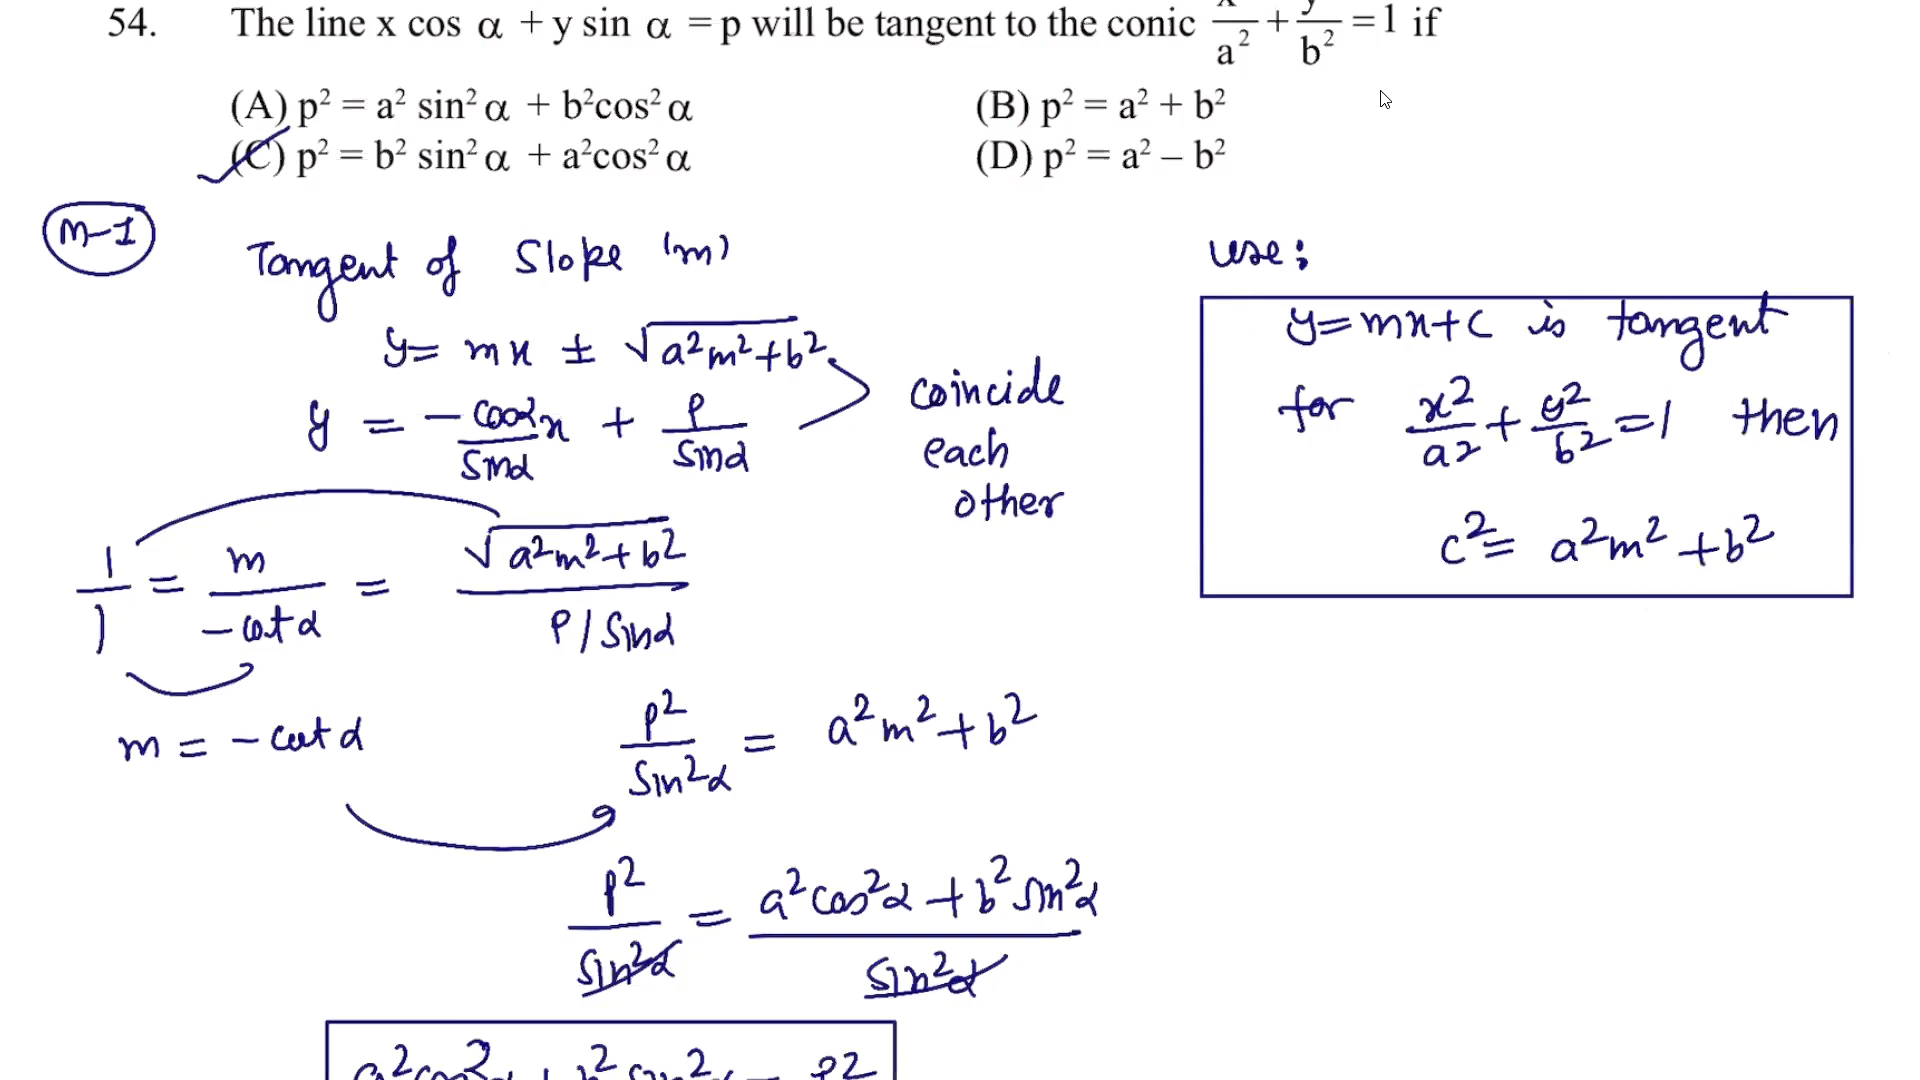 54. The line x cos α + y sin α = p will be tangent to the conic x/a² + y/b² = 1 if
(A) p² = a² sin² α + b²cos² α (B) p² = a² + b²
(C) p² = b² sin² α + a²cos² α (D) p² = a² – b²
M-1
Tangent of Slope 'm'
y = mx ± √(a²m²+b²)
y = -cosα/sinα x + p/sinα
coincide
each
other
1/1 = m/-cotα = √(a²m²+b²)/(P/sinα)
m = -cotα
p²/sin²α = a²m²+b²
p²/sin²α = (a²cos²α + b²sin²α)/sin²α
a²cos²α + b²sin²α = P²
use:
y=mx+c is tangent
for x²/a² + y²/b² = 1 then
c² = a²m² + b²